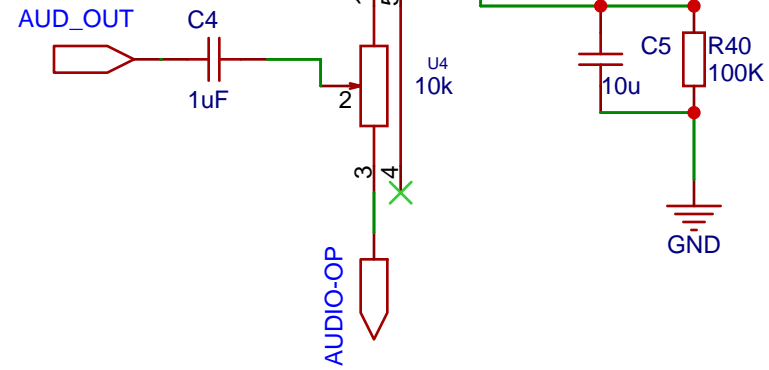 AUD_OUT
C4
1uF
2
U4
10k
3
4
AUDIO-OP
C5
10u
R40
100K
GND